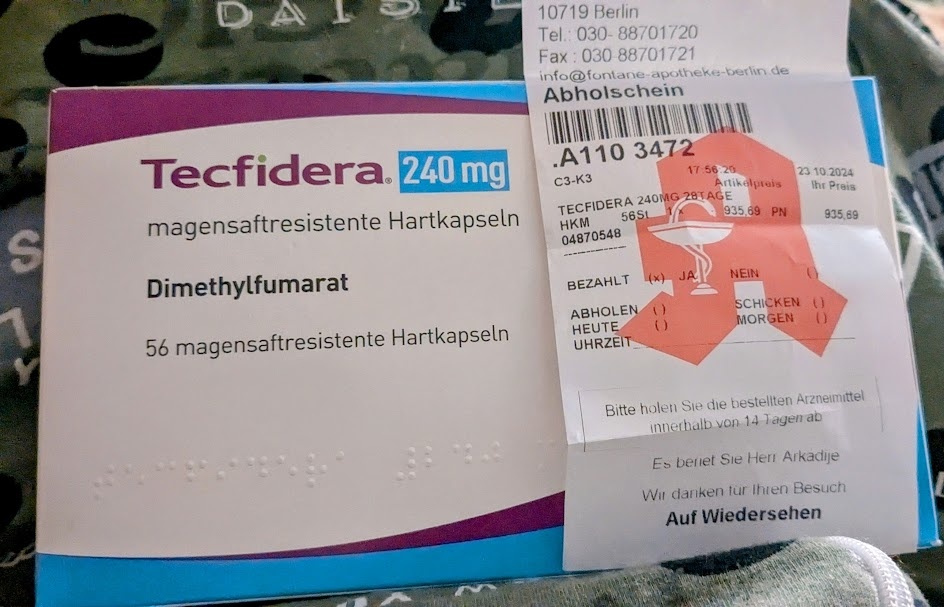 DAISI
Tecfidera® 240 mg
magensaftresistente Hartkapseln
Dimethylfumarat
56 magensaftresistente Hartkapseln
10719 Berlin
Tel.: 030- 88701720
Fax : 030 88701721
info@fontane-apotheke-berlin.de
Abholschein
.A110 3472
C3-K3 17:56:20 23.10.2024
Artikelpreis Ihr Preis
TECFIDERA 240MG 28TAGE
HKM 56St 1 935,69 PN 935,69
04870548
BEZAHLT (x) JA NEIN ( )
ABHOLEN ( ) SCHICKEN ( )
HEUTE ( ) MORGEN ( )
UHRZEIT
Bitte holen Sie die bestellten Arzneimittel
innerhalb von 14 Tagen ab
Es beriet Sie Herr Arkadije
Wir danken für Ihren Besuch
Auf Wiedersehen